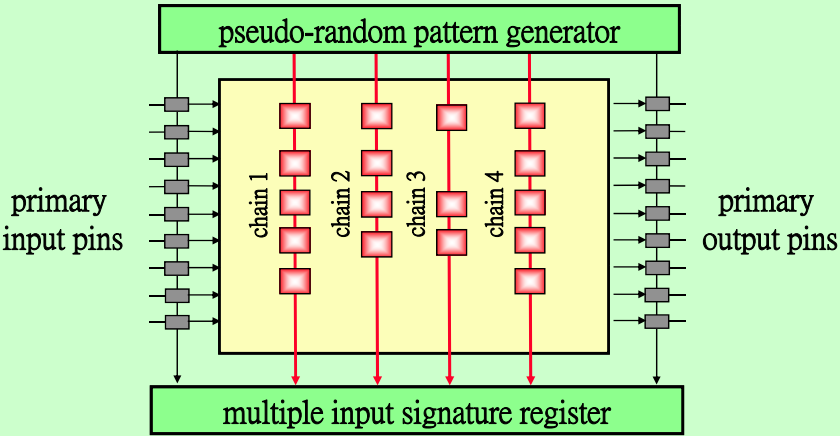 pseudo-random pattern generator
chain 1
chain 2
chain 3
chain 4
primary
input pins
primary
output pins
multiple input signature register